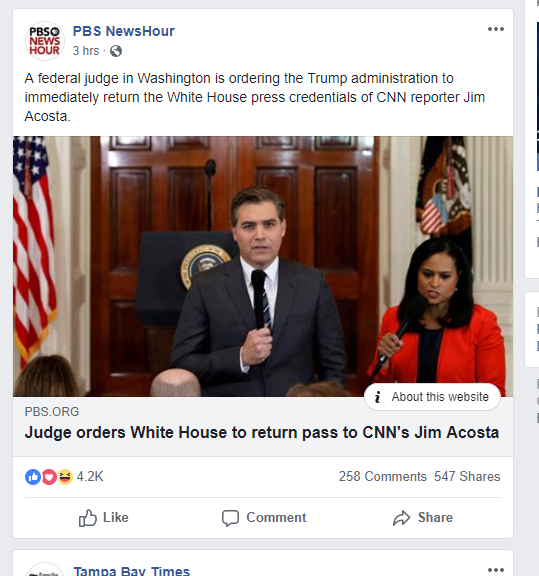 PBS
NEWS
HOUR
PBS NewsHour
3 hrs ·
A federal judge in Washington is ordering the Trump administration to
immediately return the White House press credentials of CNN reporter Jim
Acosta.
i About this website
PBS.ORG
Judge orders White House to return pass to CNN's Jim Acosta
4.2K
258 Comments 547 Shares
Like
Comment
Share
Tampa Bay Times